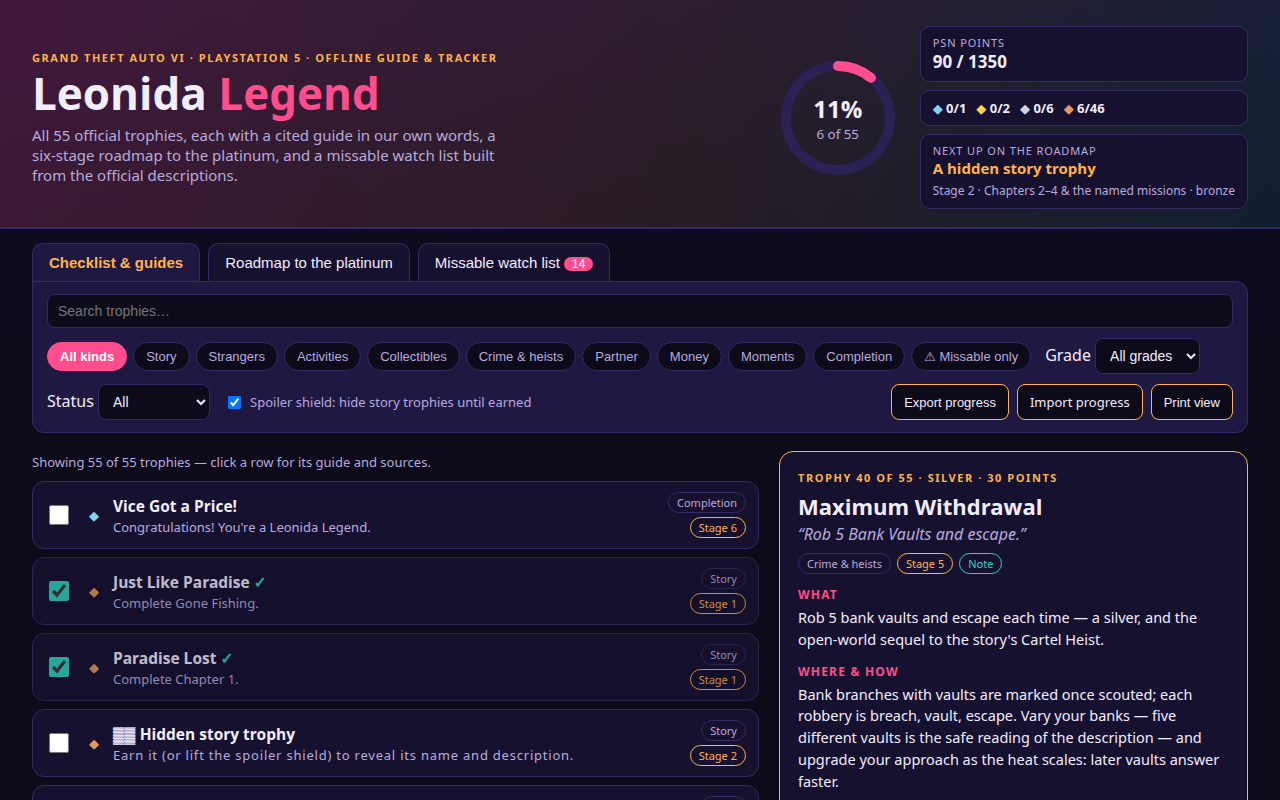 GRAND THEFT AUTO VI · PLAYSTATION 5 · OFFLINE GUIDE & TRACKER
Leonida Legend
All 55 official trophies, each with a cited guide in our own words, a
six-stage roadmap to the platinum, and a missable watch list built
from the official descriptions.
11%
6 of 55
PSN POINTS
90 / 1350
◆ 0/1 ◆ 0/2 ◆ 0/6 ◆ 6/46
NEXT UP ON THE ROADMAP
A hidden story trophy
Stage 2 · Chapters 2–4 & the named missions · bronze
Checklist & guides
Roadmap to the platinum
Missable watch list 14
Search trophies…
All kinds Story Strangers Activities Collectibles Crime & heists Partner Money Moments Completion ⚠ Missable only Grade All grades
Status All Spoiler shield: hide story trophies until earned Export progress Import progress Print view
Showing 55 of 55 trophies — click a row for its guide and sources.
Vice Got a Price!
Congratulations! You're a Leonida Legend.
Completion
Stage 6
Just Like Paradise ✓
Complete Gone Fishing.
Story
Stage 1
Paradise Lost ✓
Complete Chapter 1.
Story
Stage 1
▓▓ Hidden story trophy
Earn it (or lift the spoiler shield) to reveal its name and description.
Story
Stage 2
TROPHY 40 OF 55 · SILVER · 30 POINTS
Maximum Withdrawal
“Rob 5 Bank Vaults and escape.”
Crime & heists Stage 5 Note
WHAT
Rob 5 bank vaults and escape each time — a silver, and the
open-world sequel to the story's Cartel Heist.
WHERE & HOW
Bank branches with vaults are marked once scouted; each
robbery is breach, vault, escape. Vary your banks — five
different vaults is the safe reading of the description — and
upgrade your approach as the heat scales: later vaults answer
faster.